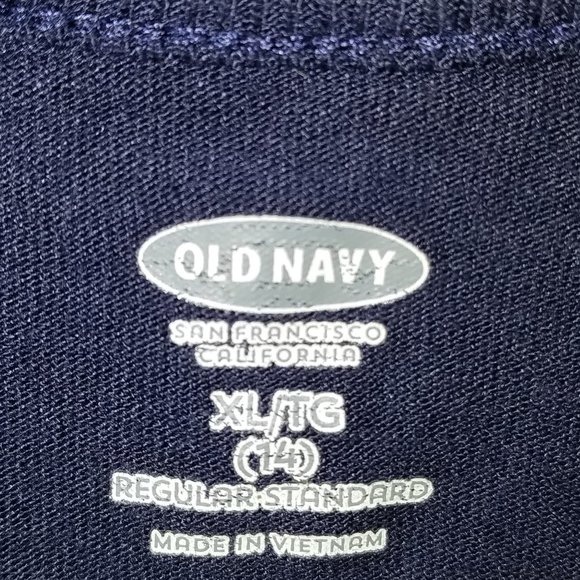 OLD NAVY
SAN FRANCISCO
CALIFORNIA
XL/TG
(14)
REGULAR·STANDARD
MADE IN VIETNAM